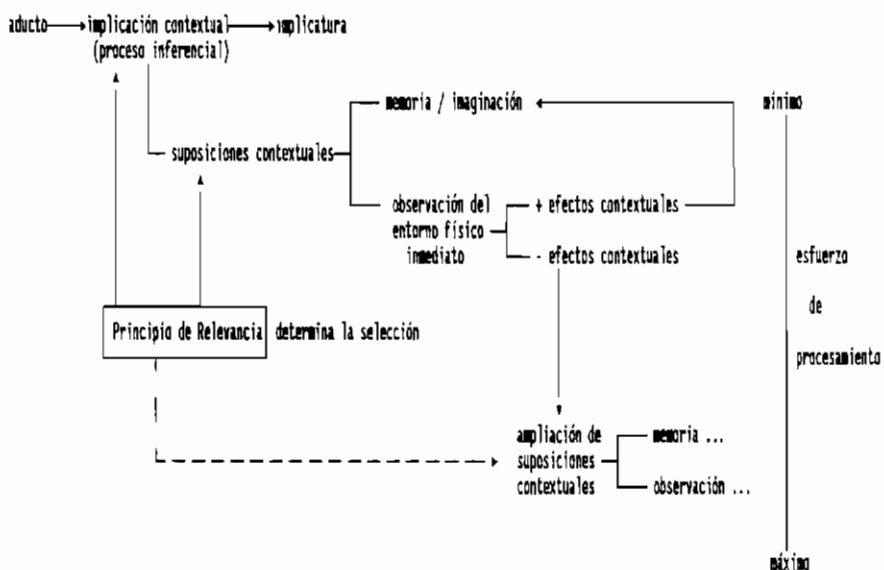 aducto implicación contextual implicatura
(proceso inferencial)
memoria / imaginación
mínimo
suposiciones contextuales
observación del
entorno físico
inmediato
+ efectos contextuales
- efectos contextuales
esfuerzo
de
procesamiento
Principio de Relevancia determina la selección
ampliación de
suposiciones
contextuales
memoria ...
observación ...
máximo